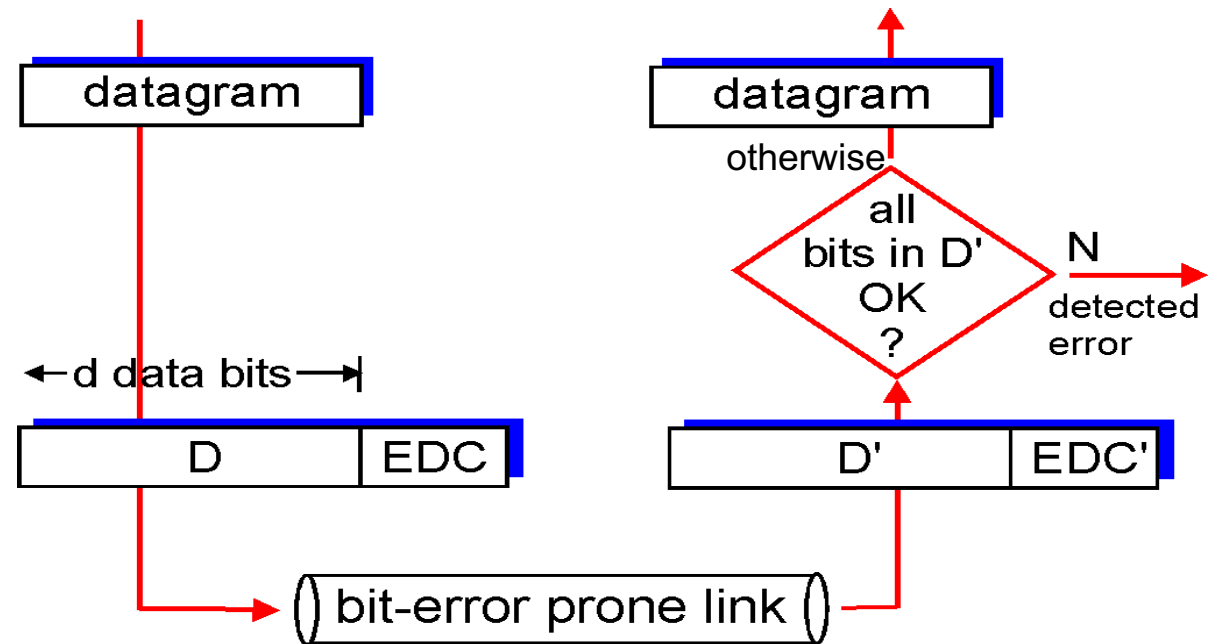 datagram
datagram
otherwise
all
bits in D'
OK
?
N
detected
error
d data bits
D
EDC
D'
EDC'
bit-error prone link